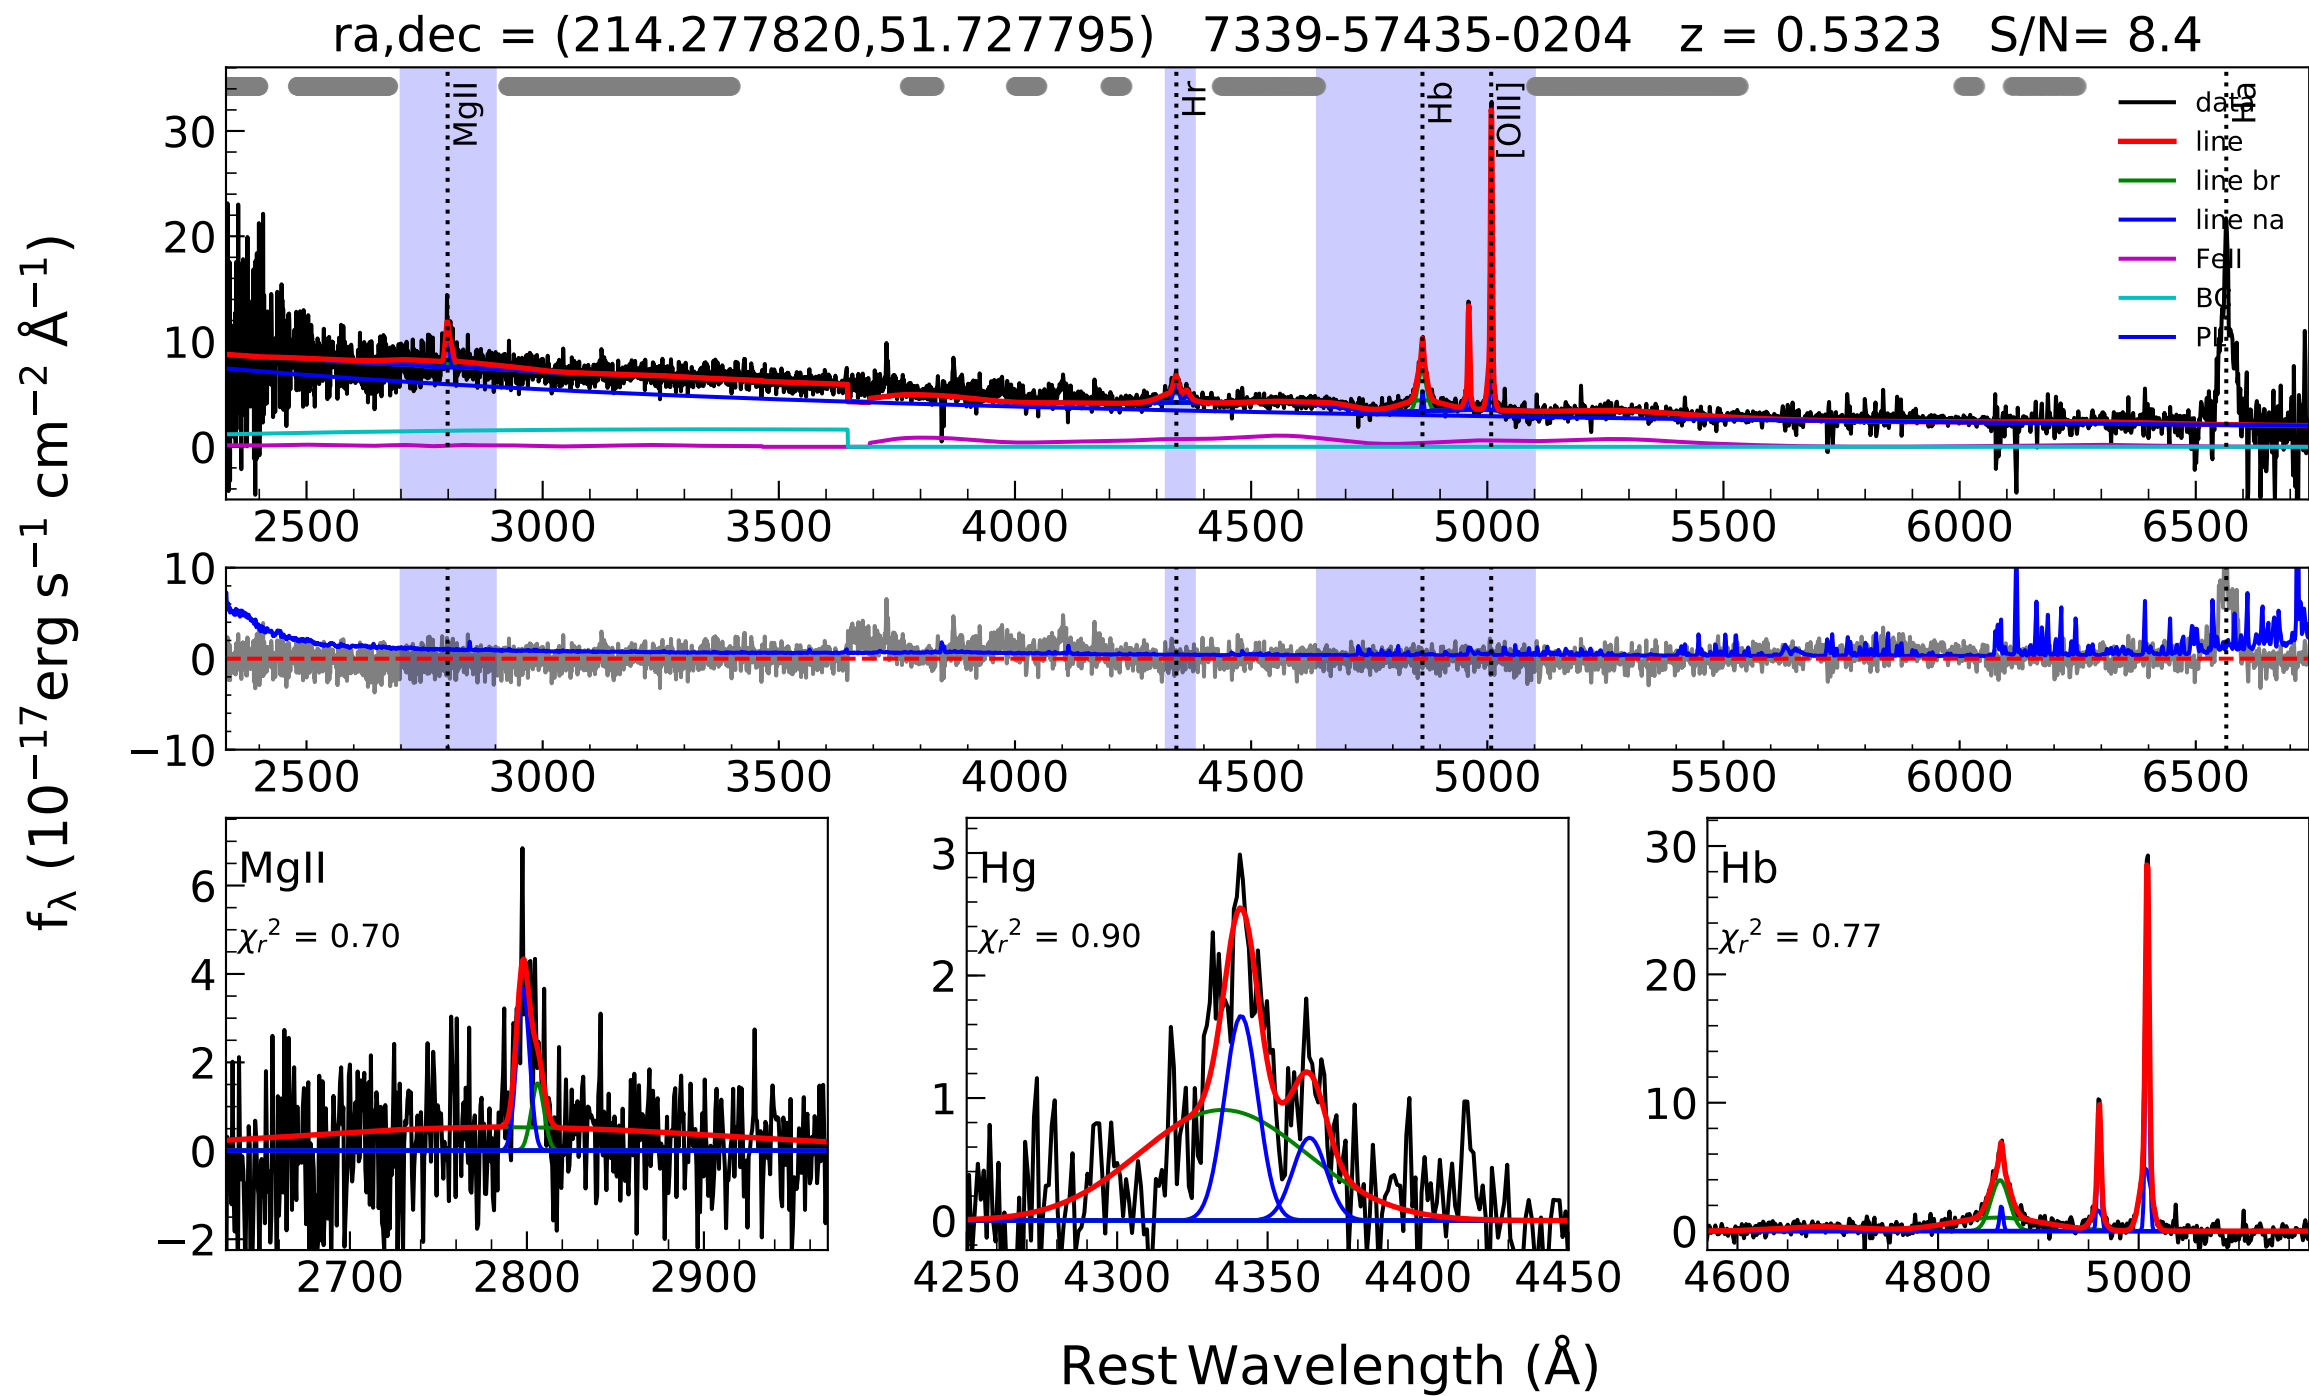 ra,dec = (214.277820,51.727795) 7339-57435-0204 z = 0.5323 S/N= 8.4
f_λ (10⁻¹⁷erg s⁻¹ cm⁻² Å⁻¹)
30
20
10
0
MgII
Hr
Hb
[OIII]
Ha
data
line
line br
line na
FeII
BC
PL
2500 3000 3500 4000 4500 5000 5500 6000 6500
10
0
−10
2500 3000 3500 4000 4500 5000 5500 6000 6500
MgII
χᵣ² = 0.70
6
4
2
0
−2
2700 2800 2900
Hg
χᵣ² = 0.90
3
2
1
0
4250 4300 4350 4400 4450
Hb
χᵣ² = 0.77
30
20
10
0
4600 4800 5000
Rest Wavelength (Å)